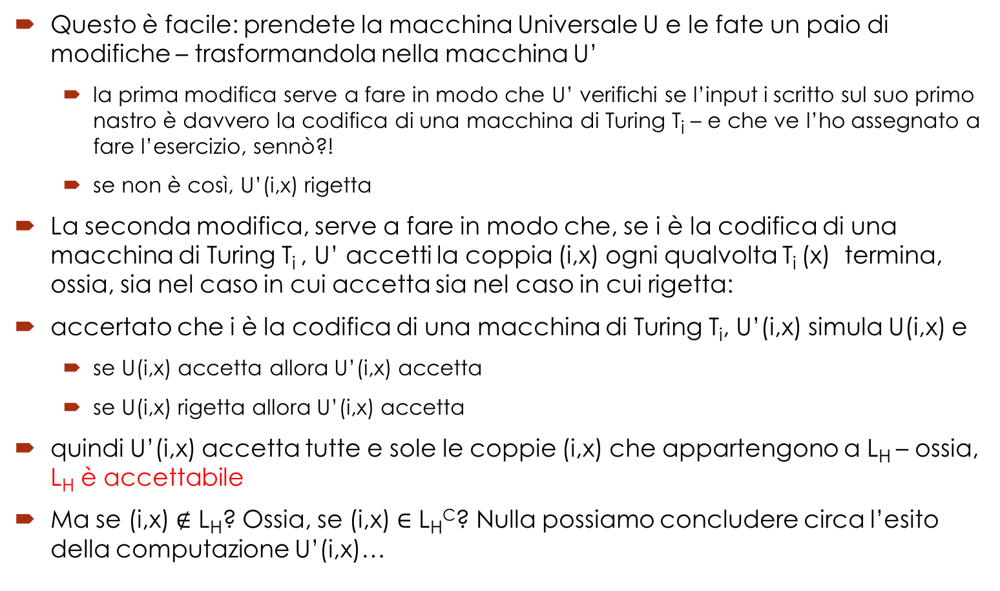 Questo è facile: prendete la macchina Universale U e le fate un paio di
modifiche – trasformandola nella macchina U’
la prima modifica serve a fare in modo che U’ verifichi se l’input i scritto sul suo primo
nastro è davvero la codifica di una macchina di Turing Tᵢ – e che ve l’ho assegnato a
fare l’esercizio, sennò?!
se non è così, U’(i,x) rigetta
La seconda modifica, serve a fare in modo che, se i è la codifica di una
macchina di Turing Tᵢ , U’ accetti la coppia (i,x) ogni qualvolta Tᵢ (x) termina,
ossia, sia nel caso in cui accetta sia nel caso in cui rigetta:
accertato che i è la codifica di una macchina di Turing Tᵢ, U’(i,x) simula U(i,x) e
se U(i,x) accetta allora U’(i,x) accetta
se U(i,x) rigetta allora U’(i,x) accetta
quindi U’(i,x) accetta tutte e sole le coppie (i,x) che appartengono a L_H – ossia,
L_H è accettabile
Ma se (i,x) ∉ L_H? Ossia, se (i,x) ∈ L_H^C? Nulla possiamo concludere circa l’esito
della computazione U’(i,x)…